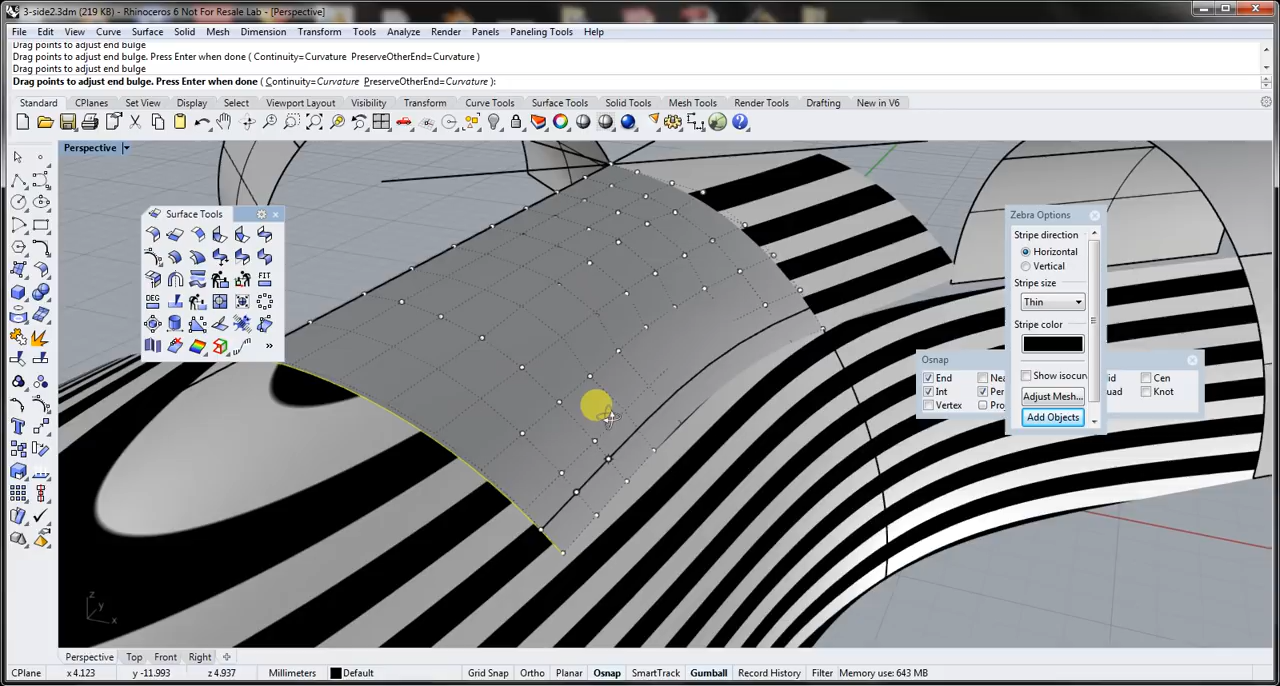 3-side2.3dm (219 KB) - Rhinoceros 6 Not For Resale Lab - [Perspective]
File Edit View Curve Surface Solid Mesh Dimension Transform Tools Analyze Render Panels Paneling Tools Help
Drag points to adjust end bulge
Drag points to adjust end bulge. Press Enter when done ( Continuity=Curvature PreserveOtherEnd=Curvature )
Drag points to adjust end bulge
Drag points to adjust end bulge. Press Enter when done ( Continuity=Curvature PreserveOtherEnd=Curvature ):
Standard CPlanes Set View Display Select Viewport Layout Visibility Transform Curve Tools Surface Tools Solid Tools Mesh Tools Render Tools Drafting New in V6
Perspective
Surface Tools
FIT
DEG
Zebra Options
Stripe direction
Horizontal
Vertical
Stripe size
Thin
Stripe color
Show isocurv
Adjust Mesh...
Add Objects
Osnap
End Nea id Cen
Int Per uad Knot
Vertex Proj
z
y
x
Perspective Top Front Right
CPlane x 4.123 y -11.993 z 4.937 Millimeters Default Grid Snap Ortho Planar Osnap SmartTrack Gumball Record History Filter Memory use: 643 MB